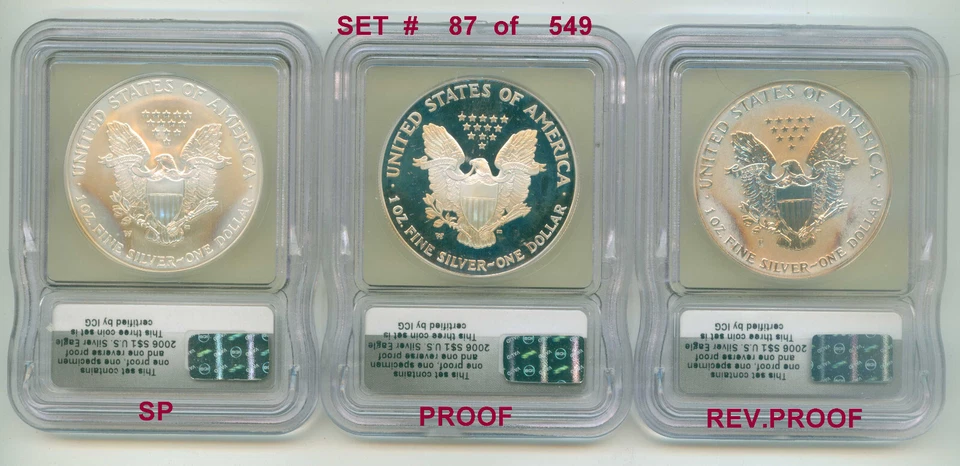 SET # 87 of 549
UNITED STATES OF AMERICA
1 OZ. FINE SILVER~ONE DOLLAR
W
UNITED STATES OF AMERICA
1 OZ. FINE SILVER~ONE DOLLAR
W
UNITED STATES OF AMERICA
1 OZ. FINE SILVER~ONE DOLLAR
This set contains
one proof, one specimen
and one reverse proof
2006 S$1 U.S. Silver Eagle
This three coin set is
certified by ICG
This set contains
one proof, one specimen
and one reverse proof
2006 S$1 U.S. Silver Eagle
This three coin set is
certified by ICG
This set contains
one proof, one specimen
and one reverse proof
2006 S$1 U.S. Silver Eagle
This three coin set is
certified by ICG
SP
PROOF
REV.PROOF